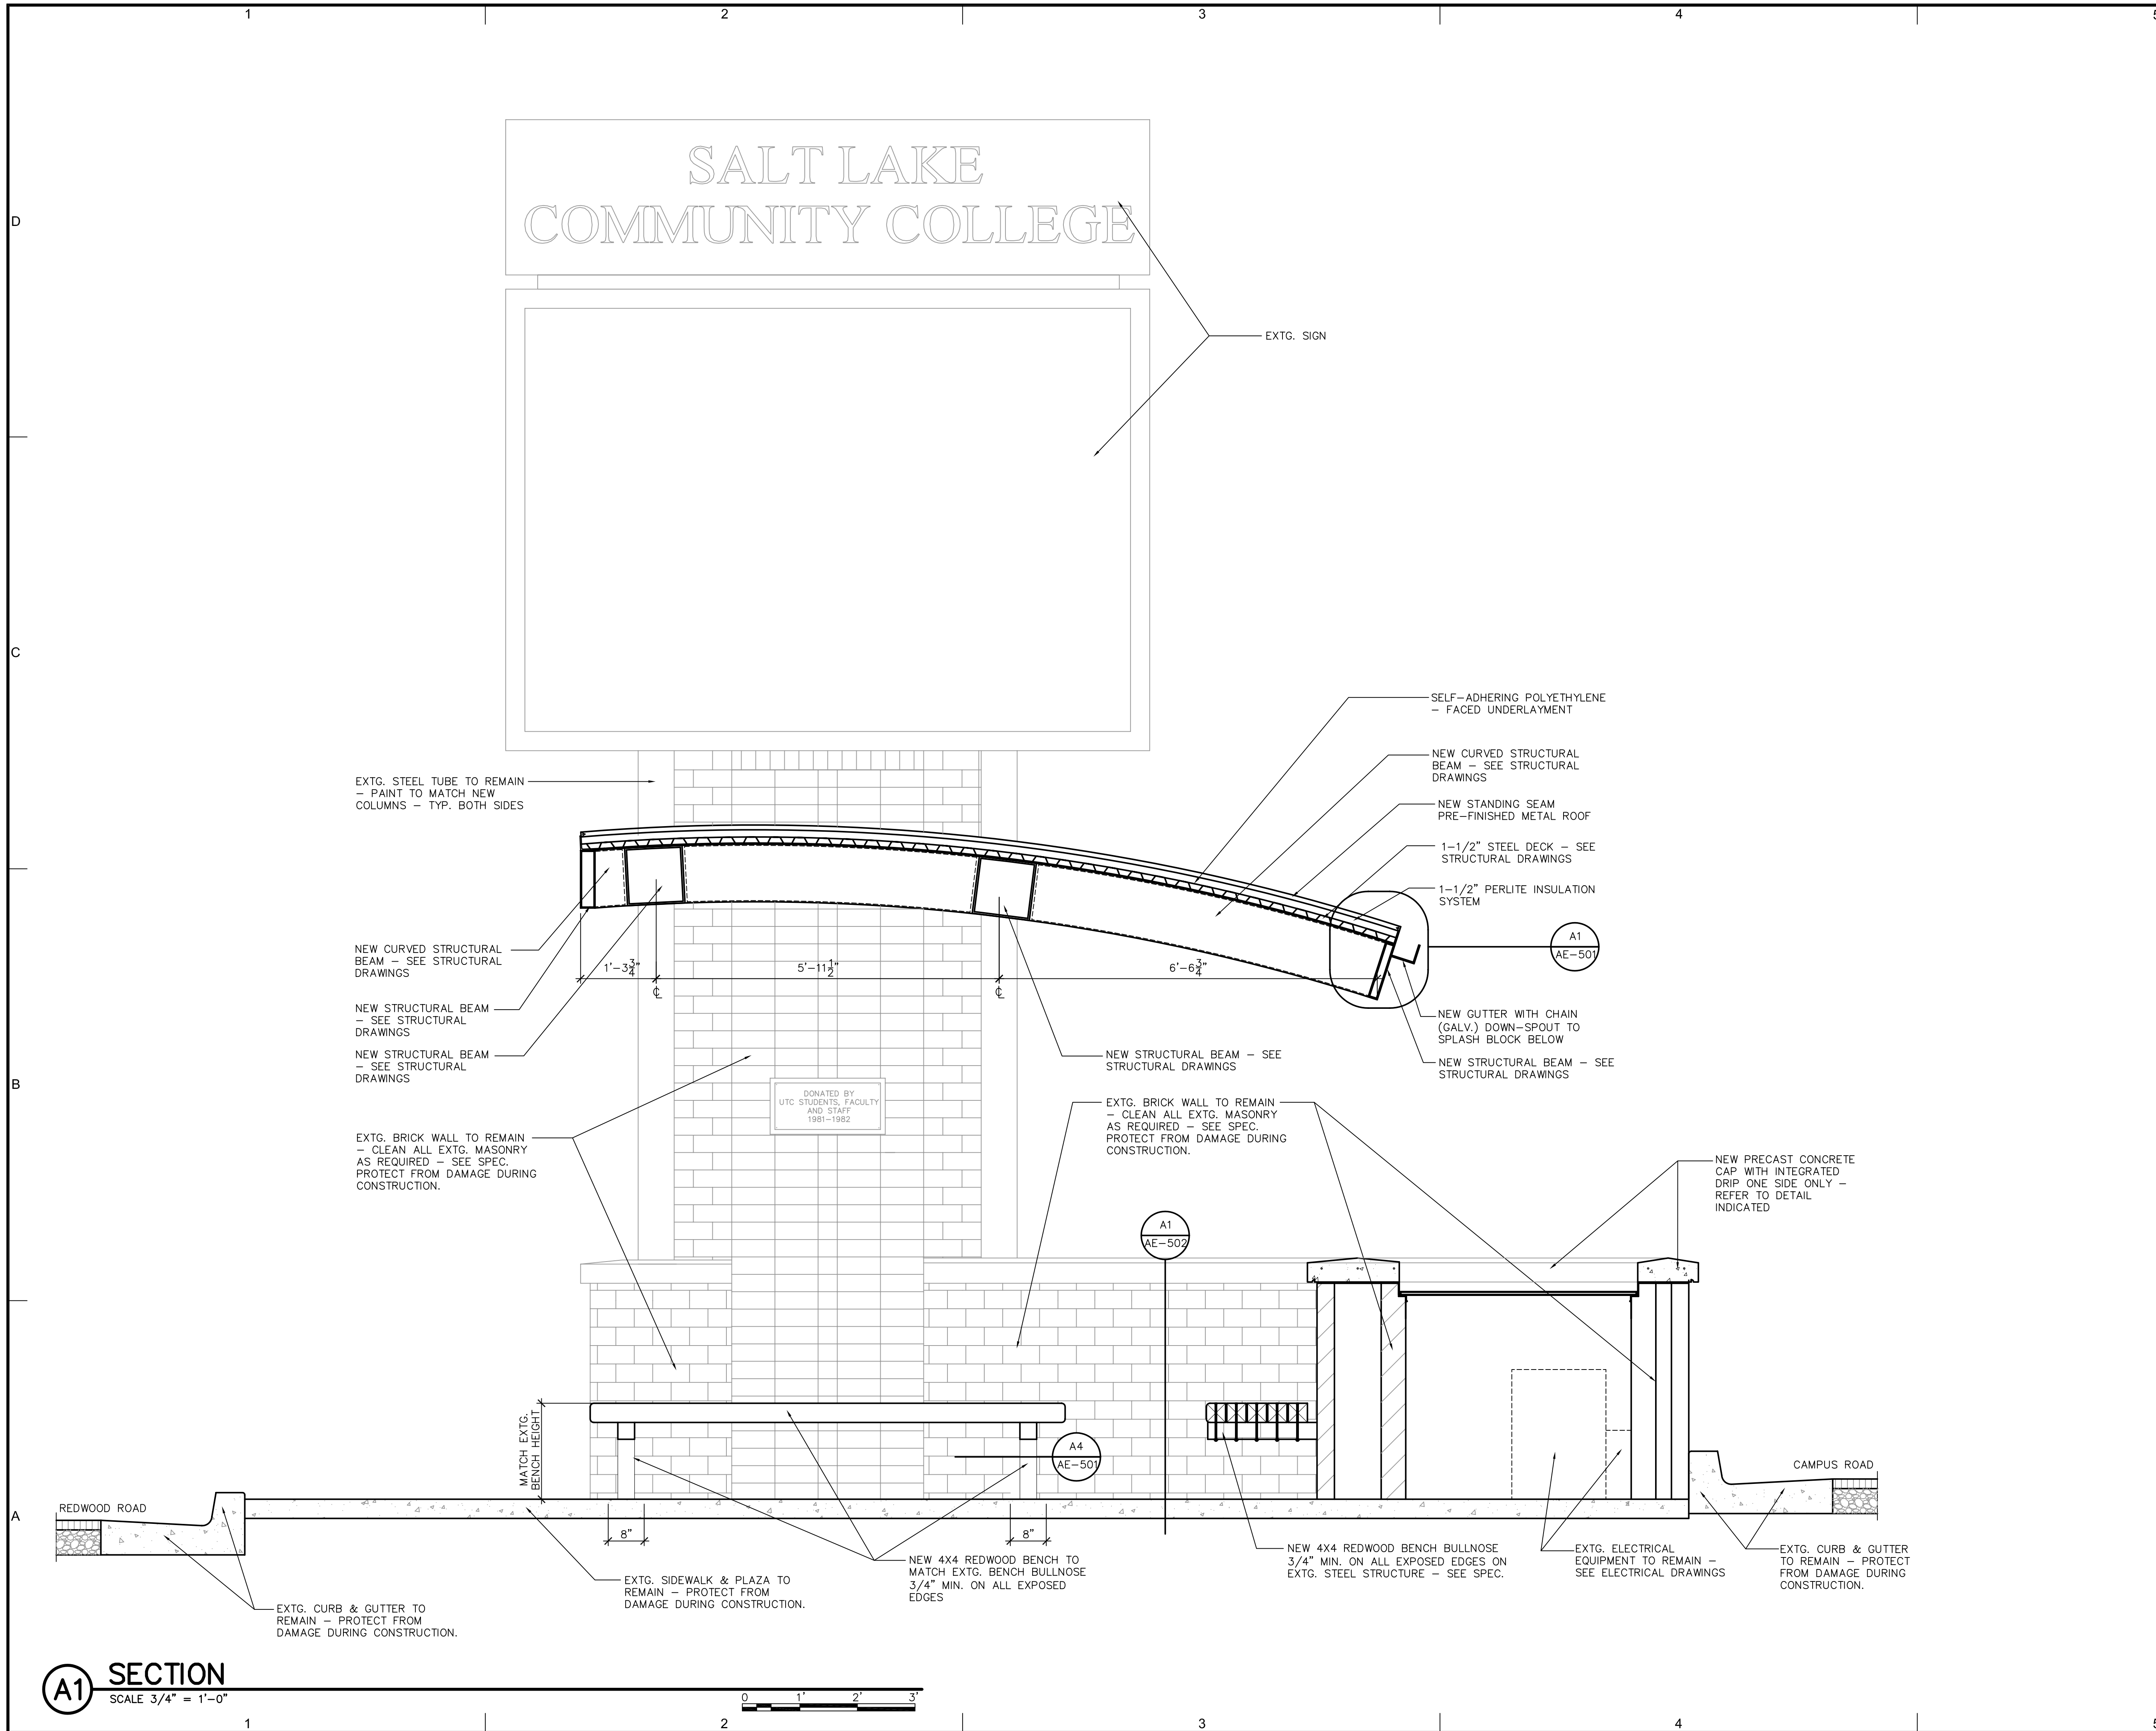 1 2 3 4 5
D
C
B
A
SALT LAKE
COMMUNITY COLLEGE
EXTG. SIGN
SELF-ADHERING POLYETHYLENE
- FACED UNDERLAYMENT
NEW CURVED STRUCTURAL
BEAM - SEE STRUCTURAL
DRAWINGS
NEW STANDING SEAM
PRE-FINISHED METAL ROOF
1-1/2" STEEL DECK - SEE
STRUCTURAL DRAWINGS
1-1/2" PERLITE INSULATION
SYSTEM
A1
AE-501
NEW GUTTER WITH CHAIN
(GALV.) DOWN-SPOUT TO
SPLASH BLOCK BELOW
NEW STRUCTURAL BEAM - SEE
STRUCTURAL DRAWINGS
EXTG. STEEL TUBE TO REMAIN
- PAINT TO MATCH NEW
COLUMNS - TYP. BOTH SIDES
NEW CURVED STRUCTURAL
BEAM - SEE STRUCTURAL
DRAWINGS
NEW STRUCTURAL BEAM
- SEE STRUCTURAL
DRAWINGS
NEW STRUCTURAL BEAM
- SEE STRUCTURAL
DRAWINGS
1'-3 3/4" 5'-11 1/2" 6'-6 3/4"
℄ ℄
NEW STRUCTURAL BEAM - SEE
STRUCTURAL DRAWINGS
DONATED BY
UTC STUDENTS, FACULTY
AND STAFF
1981-1982
EXTG. BRICK WALL TO REMAIN
- CLEAN ALL EXTG. MASONRY
AS REQUIRED - SEE SPEC.
PROTECT FROM DAMAGE DURING
CONSTRUCTION.
EXTG. BRICK WALL TO REMAIN
- CLEAN ALL EXTG. MASONRY
AS REQUIRED - SEE SPEC.
PROTECT FROM DAMAGE DURING
CONSTRUCTION.
NEW PRECAST CONCRETE
CAP WITH INTEGRATED
DRIP ONE SIDE ONLY -
REFER TO DETAIL
INDICATED
A1
AE-502
A4
AE-501
MATCH EXTG.
BENCH HEIGHT
REDWOOD ROAD
CAMPUS ROAD
8" 8"
EXTG. CURB & GUTTER TO
REMAIN - PROTECT FROM
DAMAGE DURING CONSTRUCTION.
EXTG. SIDEWALK & PLAZA TO
REMAIN - PROTECT FROM
DAMAGE DURING CONSTRUCTION.
NEW 4X4 REDWOOD BENCH TO
MATCH EXTG. BENCH BULLNOSE
3/4" MIN. ON ALL EXPOSED
EDGES
NEW 4X4 REDWOOD BENCH BULLNOSE
3/4" MIN. ON ALL EXPOSED EDGES ON
EXTG. STEEL STRUCTURE - SEE SPEC.
EXTG. ELECTRICAL
EQUIPMENT TO REMAIN -
SEE ELECTRICAL DRAWINGS
EXTG. CURB & GUTTER
TO REMAIN - PROTECT
FROM DAMAGE DURING
CONSTRUCTION.
A1
SECTION
SCALE 3/4" = 1'-0"
0 1' 2' 3'
1 2 3 4 5